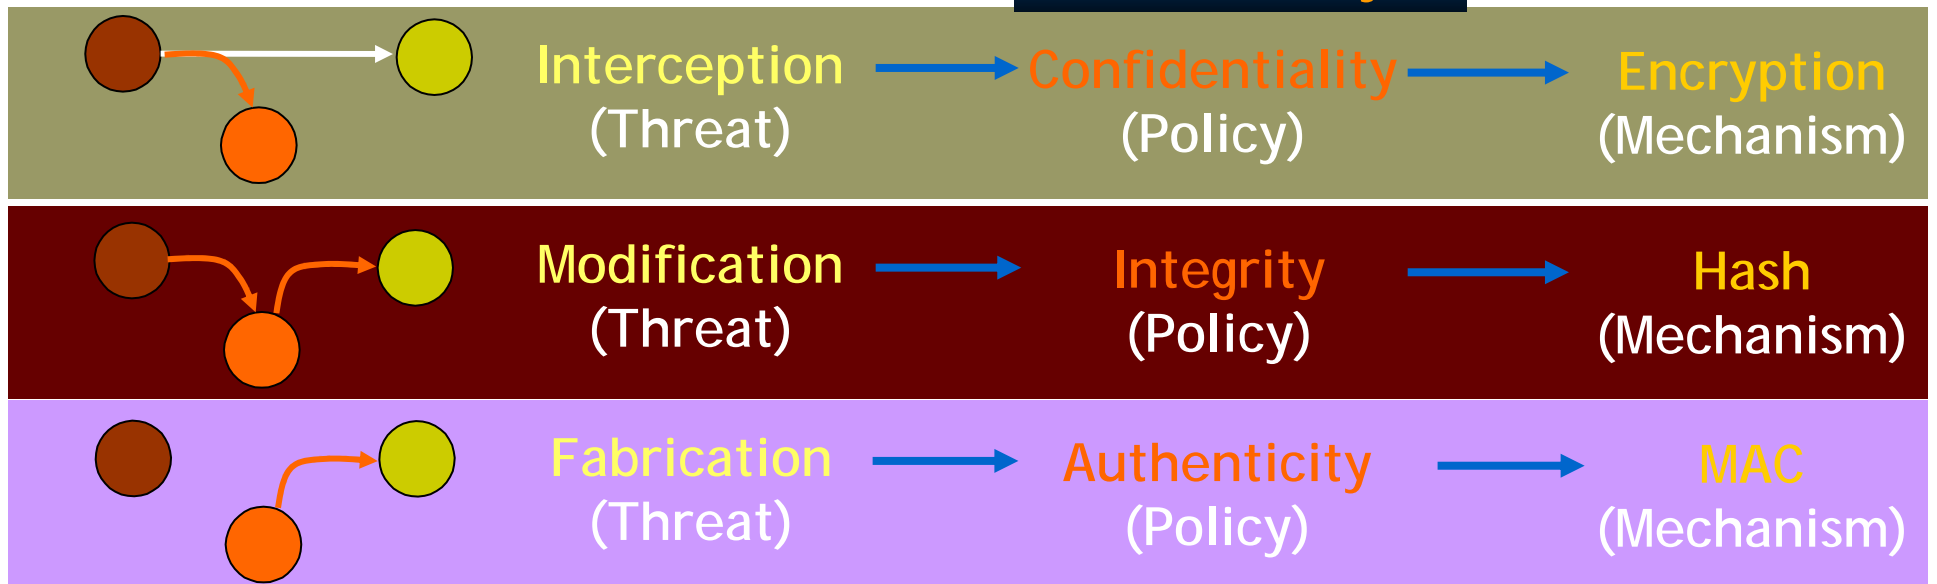 Interception Confidentiality Encryption
(Threat) (Policy) (Mechanism)
Modification Integrity Hash
(Threat) (Policy) (Mechanism)
Fabrication Authenticity MAC
(Threat) (Policy) (Mechanism)